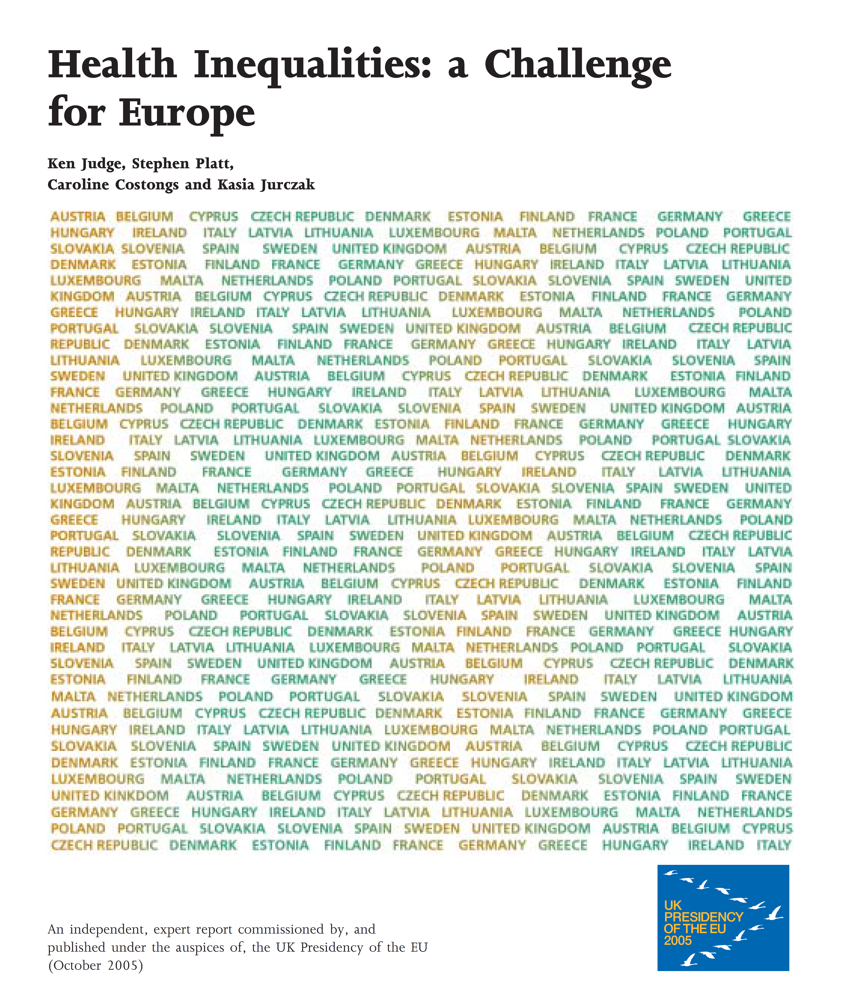 Health Inequalities: a Challenge
for Europe
Ken Judge, Stephen Platt,
Caroline Costongs and Kasia Jurczak
AUSTRIA BELGIUM CYPRUS CZECH REPUBLIC DENMARK ESTONIA FINLAND FRANCE GERMANY GREECE
HUNGARY IRELAND ITALY LATVIA LITHUANIA LUXEMBOURG MALTA NETHERLANDS POLAND PORTUGAL
SLOVAKIA SLOVENIA SPAIN SWEDEN UNITED KINGDOM AUSTRIA BELGIUM CYPRUS CZECH REPUBLIC
DENMARK ESTONIA FINLAND FRANCE GERMANY GREECE HUNGARY IRELAND ITALY LATVIA LITHUANIA
LUXEMBOURG MALTA NETHERLANDS POLAND PORTUGAL SLOVAKIA SLOVENIA SPAIN SWEDEN UNITED
KINGDOM AUSTRIA BELGIUM CYPRUS CZECH REPUBLIC DENMARK ESTONIA FINLAND FRANCE GERMANY
GREECE HUNGARY IRELAND ITALY LATVIA LITHUANIA LUXEMBOURG MALTA NETHERLANDS POLAND
PORTUGAL SLOVAKIA SLOVENIA SPAIN SWEDEN UNITED KINGDOM AUSTRIA BELGIUM CZECH REPUBLIC
REPUBLIC DENMARK ESTONIA FINLAND FRANCE GERMANY GREECE HUNGARY IRELAND ITALY LATVIA
LITHUANIA LUXEMBOURG MALTA NETHERLANDS POLAND PORTUGAL SLOVAKIA SLOVENIA SPAIN
SWEDEN UNITED KINGDOM AUSTRIA BELGIUM CYPRUS CZECH REPUBLIC DENMARK ESTONIA FINLAND
FRANCE GERMANY GREECE HUNGARY IRELAND ITALY LATVIA LITHUANIA LUXEMBOURG MALTA
NETHERLANDS POLAND PORTUGAL SLOVAKIA SLOVENIA SPAIN SWEDEN UNITED KINGDOM AUSTRIA
BELGIUM CYPRUS CZECH REPUBLIC DENMARK ESTONIA FINLAND FRANCE GERMANY GREECE HUNGARY
IRELAND ITALY LATVIA LITHUANIA LUXEMBOURG MALTA NETHERLANDS POLAND PORTUGAL SLOVAKIA
SLOVENIA SPAIN SWEDEN UNITED KINGDOM AUSTRIA BELGIUM CYPRUS CZECH REPUBLIC DENMARK
ESTONIA FINLAND FRANCE GERMANY GREECE HUNGARY IRELAND ITALY LATVIA LITHUANIA
LUXEMBOURG MALTA NETHERLANDS POLAND PORTUGAL SLOVAKIA SLOVENIA SPAIN SWEDEN UNITED
KINGDOM AUSTRIA BELGIUM CYPRUS CZECH REPUBLIC DENMARK ESTONIA FINLAND FRANCE GERMANY
GREECE HUNGARY IRELAND ITALY LATVIA LITHUANIA LUXEMBOURG MALTA NETHERLANDS POLAND
PORTUGAL SLOVAKIA SLOVENIA SPAIN SWEDEN UNITED KINGDOM AUSTRIA BELGIUM CZECH REPUBLIC
REPUBLIC DENMARK ESTONIA FINLAND FRANCE GERMANY GREECE HUNGARY IRELAND ITALY LATVIA
LITHUANIA LUXEMBOURG MALTA NETHERLANDS POLAND PORTUGAL SLOVAKIA SLOVENIA SPAIN
SWEDEN UNITED KINGDOM AUSTRIA BELGIUM CYPRUS CZECH REPUBLIC DENMARK ESTONIA FINLAND
FRANCE GERMANY GREECE HUNGARY IRELAND ITALY LATVIA LITHUANIA LUXEMBOURG MALTA
NETHERLANDS POLAND PORTUGAL SLOVAKIA SLOVENIA SPAIN SWEDEN UNITED KINGDOM AUSTRIA
BELGIUM CYPRUS CZECH REPUBLIC DENMARK ESTONIA FINLAND FRANCE GERMANY GREECE HUNGARY
IRELAND ITALY LATVIA LITHUANIA LUXEMBOURG MALTA NETHERLANDS POLAND PORTUGAL SLOVAKIA
SLOVENIA SPAIN SWEDEN UNITED KINGDOM AUSTRIA BELGIUM CYPRUS CZECH REPUBLIC DENMARK
ESTONIA FINLAND FRANCE GERMANY GREECE HUNGARY IRELAND ITALY LATVIA LITHUANIA
MALTA NETHERLANDS POLAND PORTUGAL SLOVAKIA SLOVENIA SPAIN SWEDEN UNITED KINGDOM
AUSTRIA BELGIUM CYPRUS CZECH REPUBLIC DENMARK ESTONIA FINLAND FRANCE GERMANY GREECE
HUNGARY IRELAND ITALY LATVIA LITHUANIA LUXEMBOURG MALTA NETHERLANDS POLAND PORTUGAL
SLOVAKIA SLOVENIA SPAIN SWEDEN UNITED KINGDOM AUSTRIA BELGIUM CYPRUS CZECH REPUBLIC
DENMARK ESTONIA FINLAND FRANCE GERMANY GREECE HUNGARY IRELAND ITALY LATVIA LITHUANIA
LUXEMBOURG MALTA NETHERLANDS POLAND PORTUGAL SLOVAKIA SLOVENIA SPAIN SWEDEN
UNITED KINKDOM AUSTRIA BELGIUM CYPRUS CZECH REPUBLIC DENMARK ESTONIA FINLAND FRANCE
GERMANY GREECE HUNGARY IRELAND ITALY LATVIA LITHUANIA LUXEMBOURG MALTA NETHERLANDS
POLAND PORTUGAL SLOVAKIA SLOVENIA SPAIN SWEDEN UNITED KINGDOM AUSTRIA BELGIUM CYPRUS
CZECH REPUBLIC DENMARK ESTONIA FINLAND FRANCE GERMANY GREECE HUNGARY IRELAND ITALY
An independent, expert report commissioned by, and
published under the auspices of, the UK Presidency of the EU
(October 2005)
UK
PRESIDENCY
OF THE EU
2005